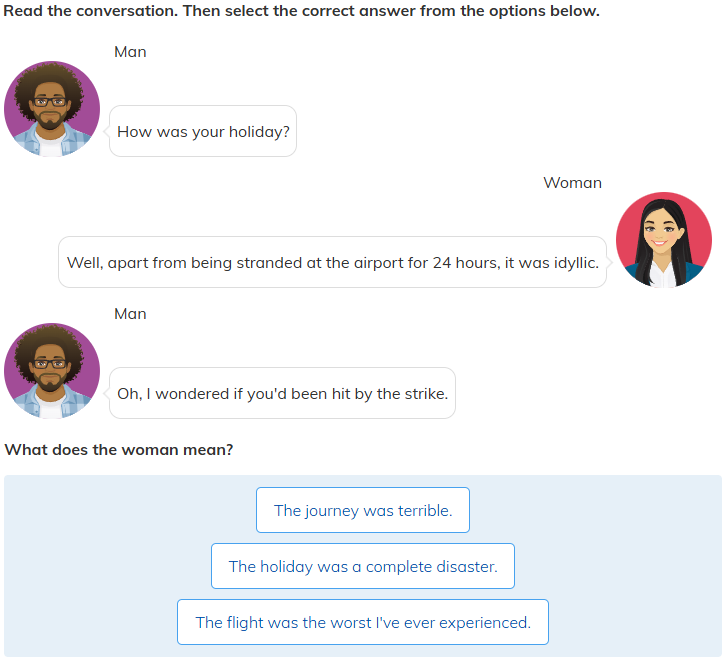 Read the conversation. Then select the correct answer from the options below.
Man
How was your holiday?
Woman
Well, apart from being stranded at the airport for 24 hours, it was idyllic.
Man
Oh, I wondered if you'd been hit by the strike.
What does the woman mean?
The journey was terrible.
The holiday was a complete disaster.
The flight was the worst I've ever experienced.